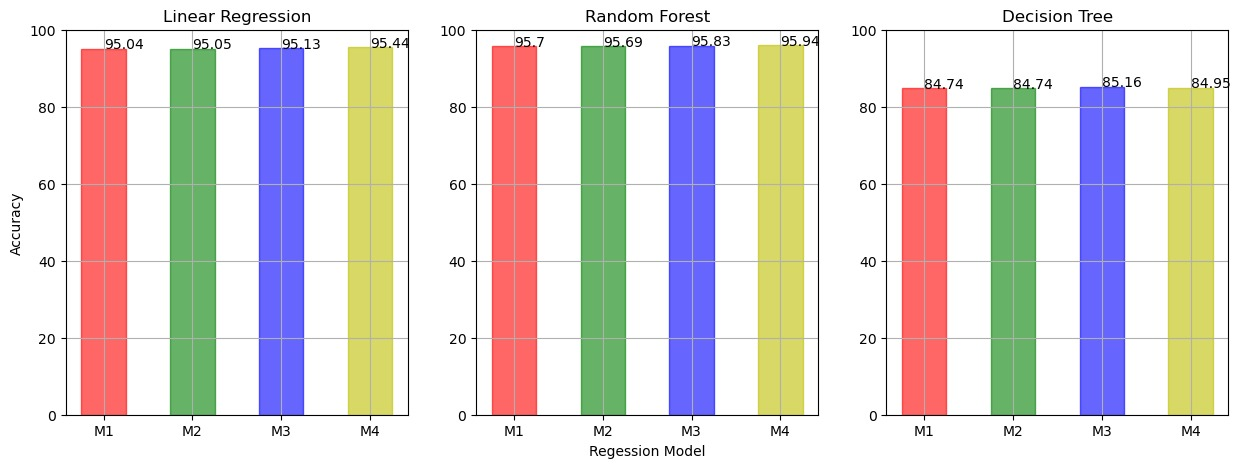 Linear Regression
Random Forest
Decision Tree
100
80
60
40
20
0
Accuracy
95.04
95.05
95.13
95.44
M1
M2
M3
M4
100
80
60
40
20
0
95.7
95.69
95.83
95.94
M1
M2
M3
M4
Regession Model
100
80
60
40
20
0
84.74
84.74
85.16
84.95
M1
M2
M3
M4